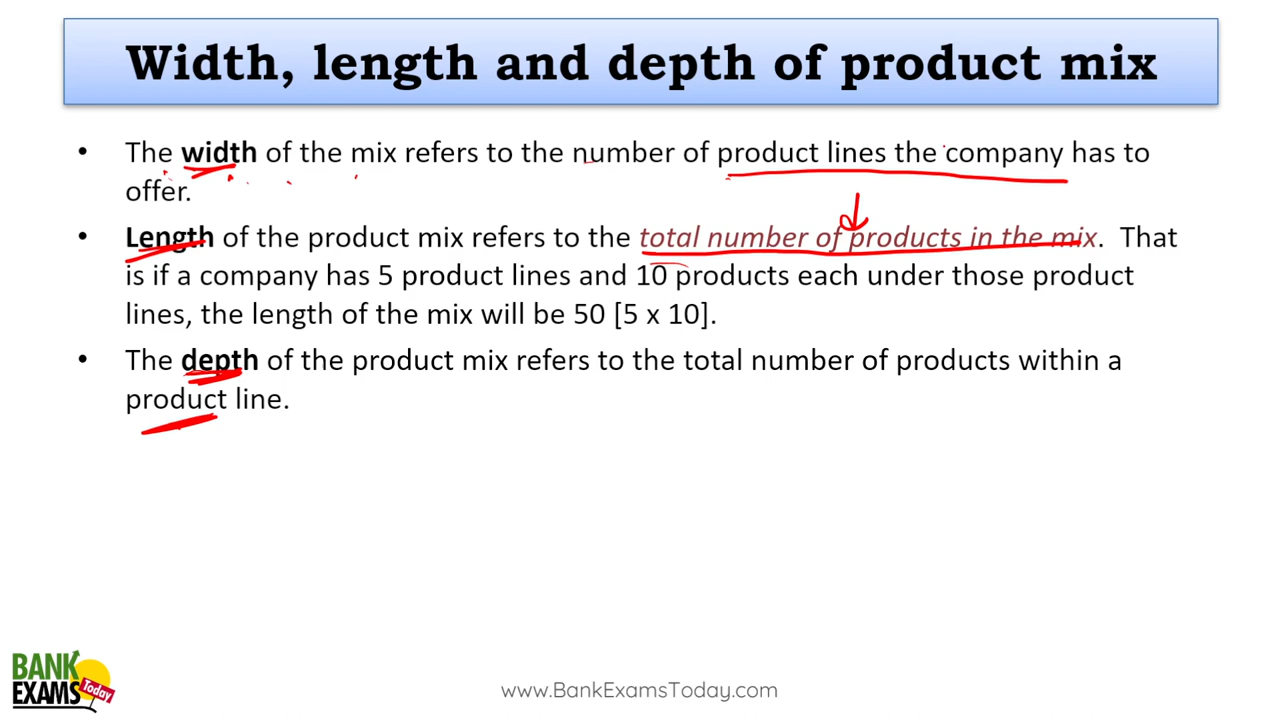 Width, length and depth of product mix
• The width of the mix refers to the number of product lines the company has to
offer.
• Length of the product mix refers to the total number of products in the mix. That
is if a company has 5 product lines and 10 products each under those product
lines, the length of the mix will be 50 [5 x 10].
• The depth of the product mix refers to the total number of products within a
product line.
BANK
EXAMS Today
www.BankExamsToday.com